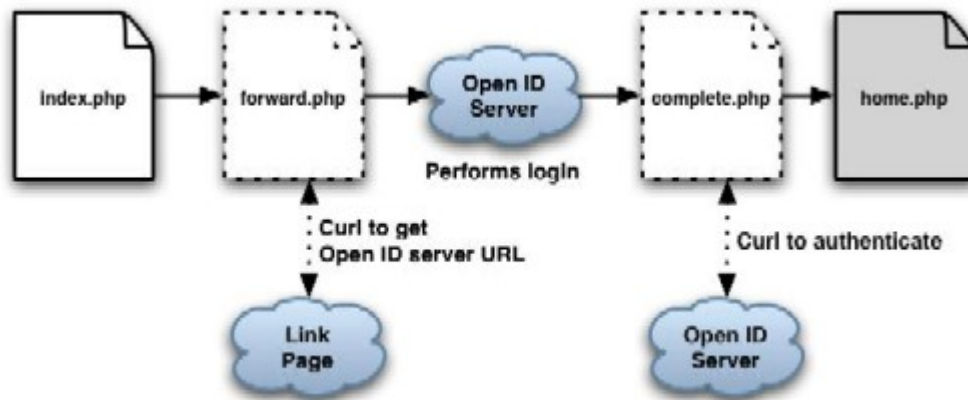 index.php
forward.php
Open ID
Server
complete.php
home.php
Performs login
Curl to get
Open ID server URL
Curl to authenticate
Link
Page
Open ID
Server